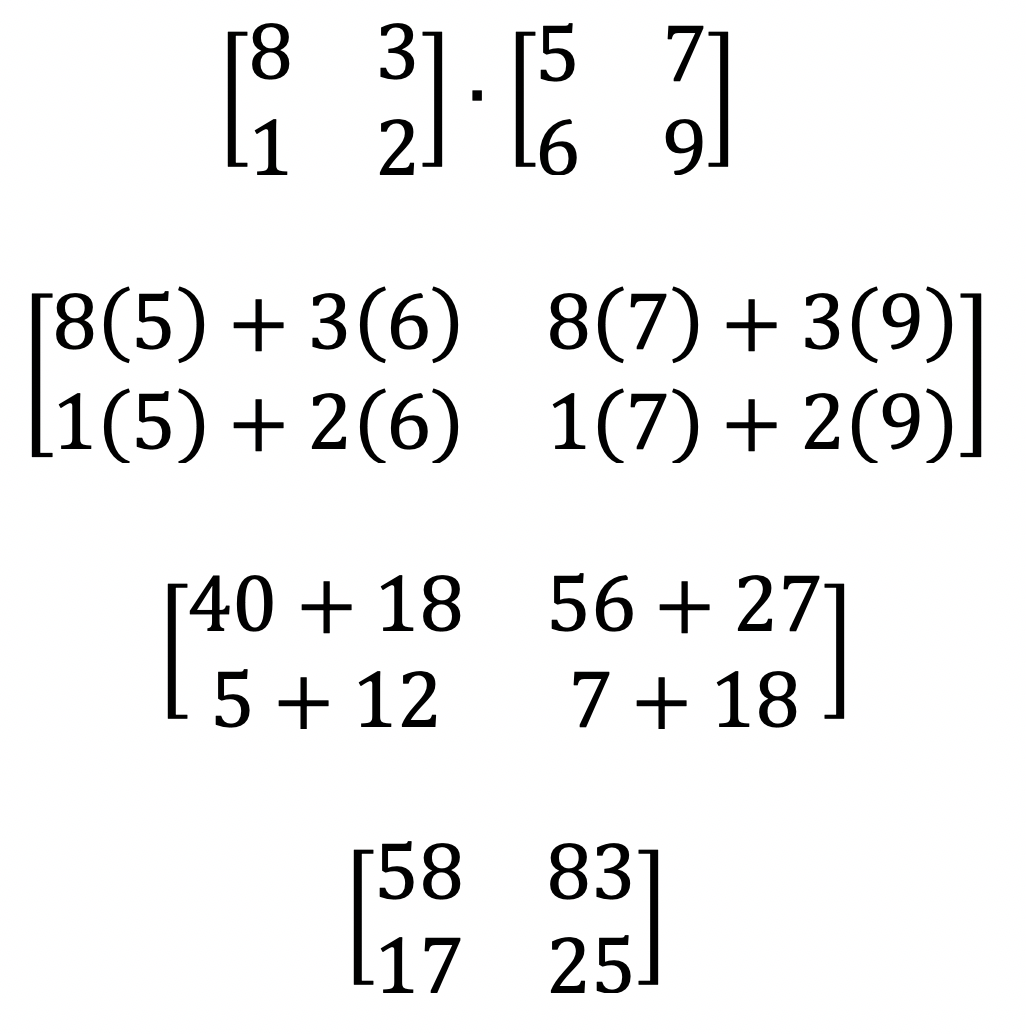 [8 3] · [5 7]
[1 2] [6 9]
[8(5) + 3(6) 8(7) + 3(9)]
[1(5) + 2(6) 1(7) + 2(9)]
[40 + 18 56 + 27]
[5 + 12 7 + 18]
[58 83]
[17 25]